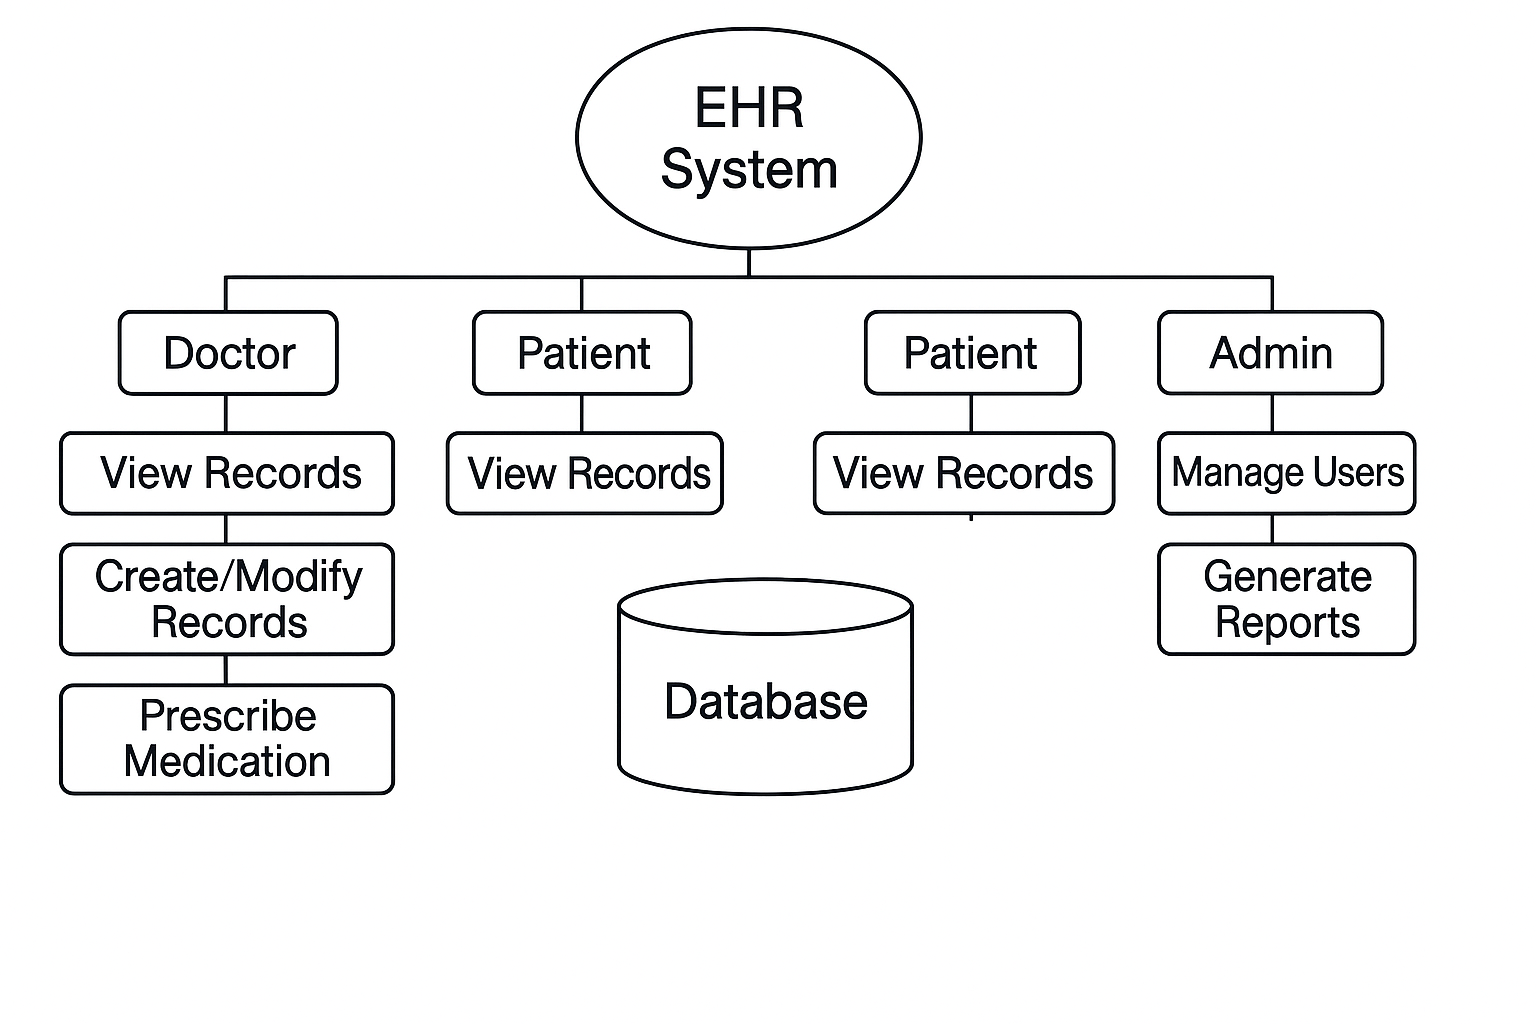 EHR
System
Doctor
Patient
Patient
Admin
View Records
View Records
View Records
Manage Users
Create/Modify
Records
Generate
Reports
Prescribe
Medication
Database